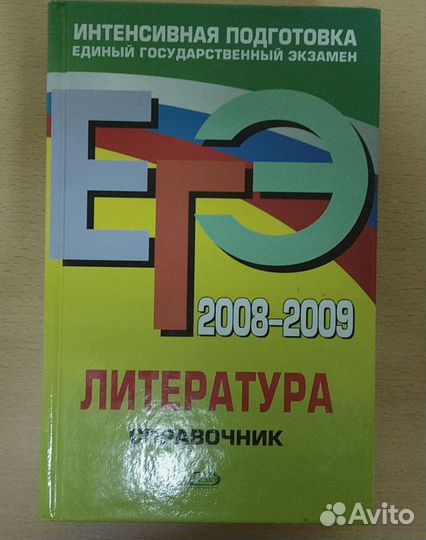 ИНТЕНСИВНАЯ ПОДГОТОВКА
ЕДИНЫЙ ГОСУДАРСТВЕННЫЙ ЭКЗАМЕН
ЕГЭ
2008–2009
ЛИТЕРАТУРА
СПРАВОЧНИК
Avito